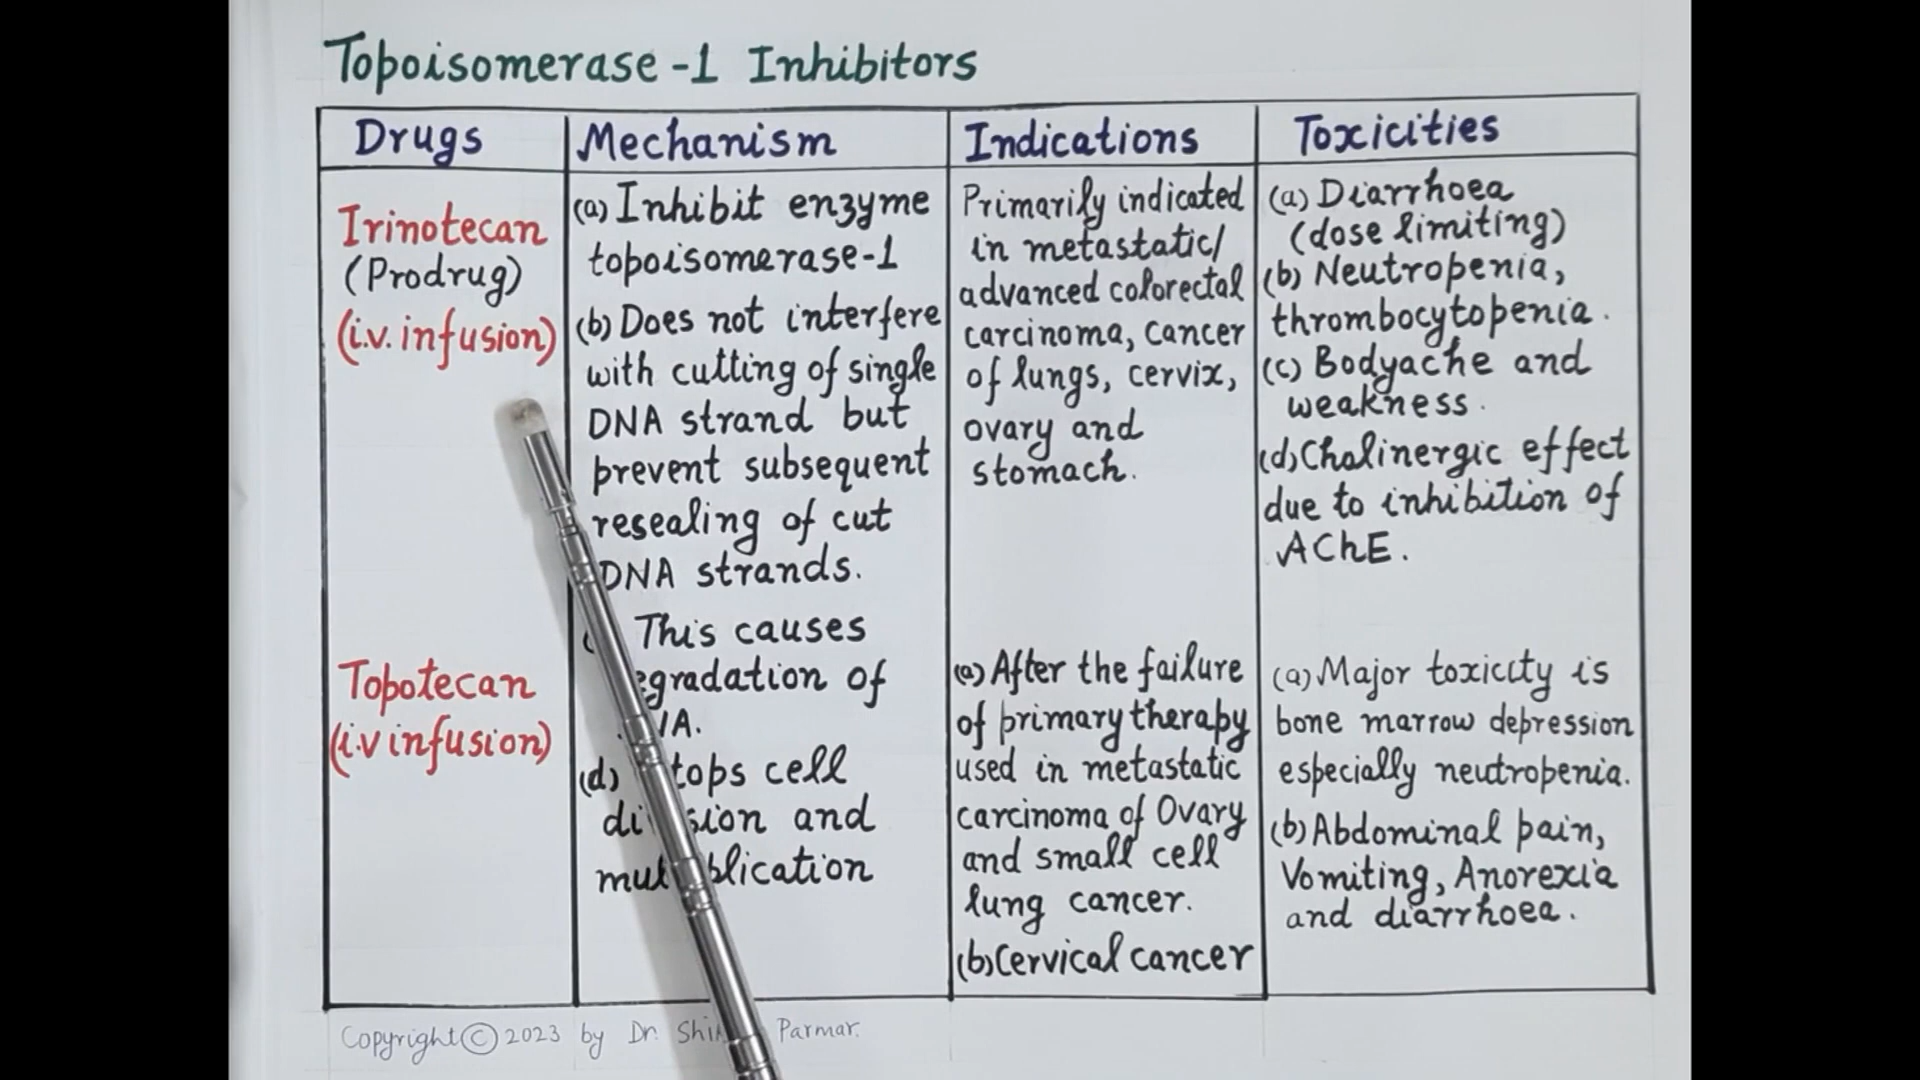 Topoisomerase-1 Inhibitors
Drugs
Mechanism
Indications
Toxicities
Irinotecan
(Prodrug)
(i.v. infusion)
(a) Inhibit enzyme
topoisomerase-1
(b) Does not interfere
with cutting of single
DNA strand but
prevent subsequent
resealing of cut
DNA strands.
This causes
of
(d)
cell
and
Primarily indicated
in metastatic/
advanced colorectal
carcinoma, cancer
of lungs, cervix,
ovary and
stomach.
(a) Diarrhoea
(dose limiting)
(b) Neutropenia,
thrombocytopenia.
(c) Bodyache and
weakness.
(d) Cholinergic effect
due to inhibition of
AChE.
Topotecan
(i.v infusion)
(a) After the failure
of primary therapy
used in metastatic
carcinoma of Ovary
and small cell
lung cancer.
(b) Cervical cancer
(a) Major toxicity is
bone marrow depression
especially neutropenia.
(b) Abdominal pain,
Vomiting, Anorexia
and diarrhoea.
Copyright © 2023 by Dr. Parmar.